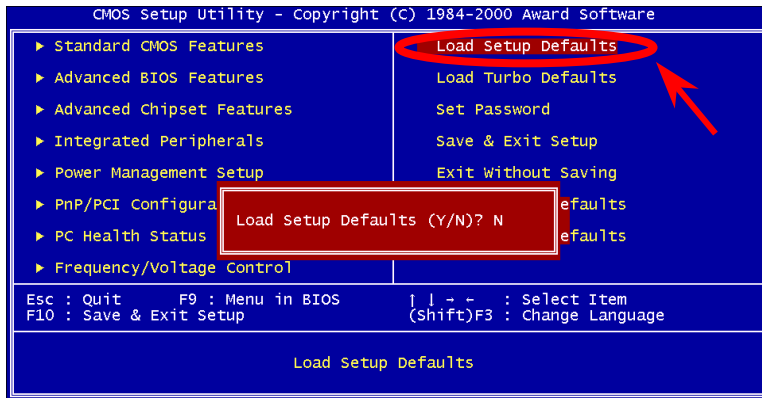 CMOS Setup Utility - Copyright (C) 1984-2000 Award Software
▶ Standard CMOS Features
▶ Advanced BIOS Features
▶ Advanced Chipset Features
▶ Integrated Peripherals
▶ Power Management Setup
▶ PnP/PCI Configura
▶ PC Health Status
▶ Frequency/Voltage Control
Load Setup Defaults
Load Turbo Defaults
Set Password
Save & Exit Setup
Exit Without Saving
efaults
efaults
Load Setup Defaults (Y/N)? N
Esc : Quit F9 : Menu in BIOS ↑ ↓ → ← : Select Item
F10 : Save & Exit Setup (Shift)F3 : Change Language
Load Setup Defaults